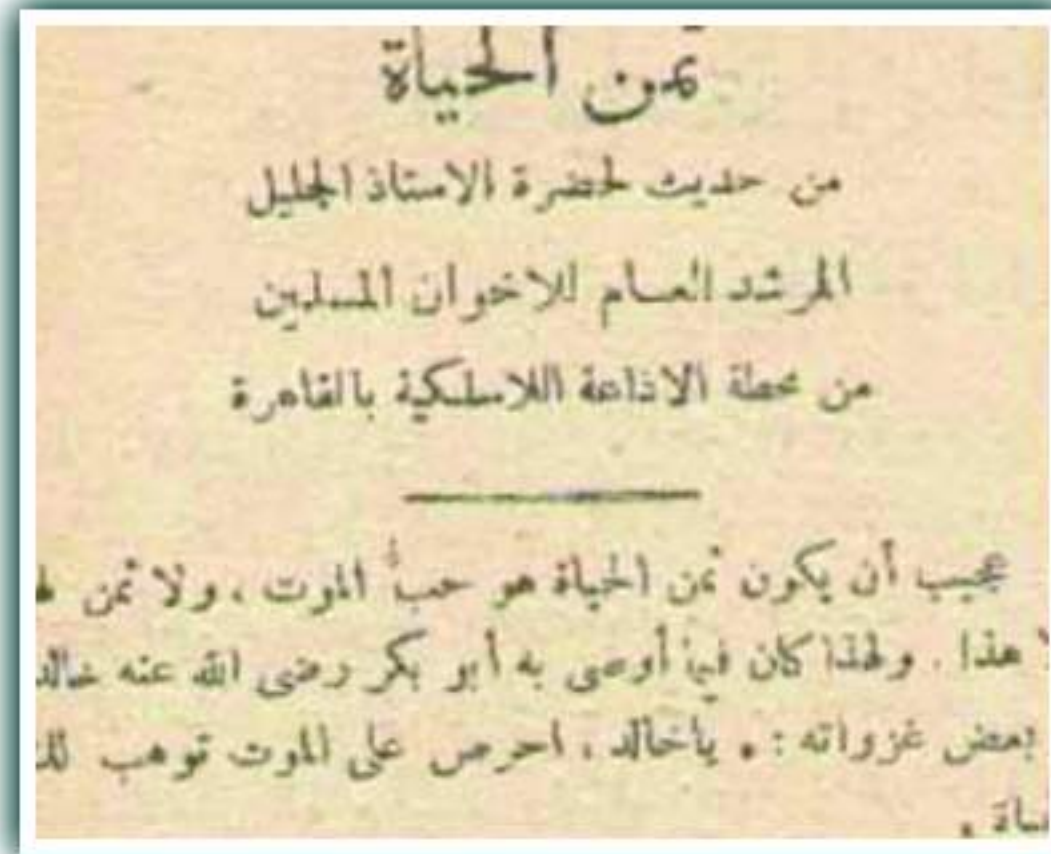 ثمن الحياة
من حديث لحضرة الاستاذ الجليل
المرشد العام للاخوان المسلمين
من محطة الاذاعة اللاسلكية بالقاهرة
عجيب أن يكون ثمن الحياة هو حب الموت ، ولا ثمن
هذا . ولهذا كان فيما أوصى به أبو بكر رضى الله عنه خالد
بعض غزواته : « ياخالد ، احرص على الموت توهب